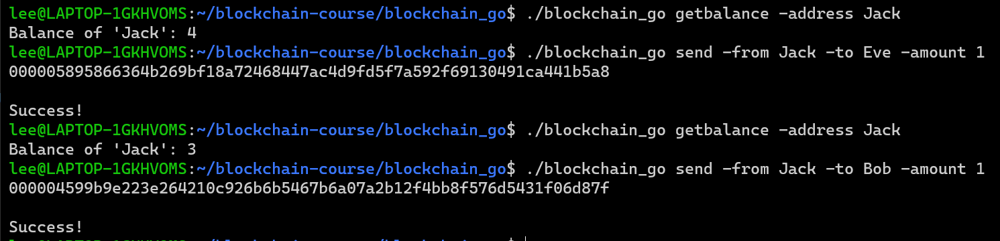 lee@LAPTOP-1GKHVOMS:~/blockchain-course/blockchain_go$ ./blockchain_go getbalance -address Jack
Balance of 'Jack': 4
lee@LAPTOP-1GKHVOMS:~/blockchain-course/blockchain_go$ ./blockchain_go send -from Jack -to Eve -amount 1
000005895866364b269bf18a72468447ac4d9fd5f7a592f69130491ca441b5a8
Success!
lee@LAPTOP-1GKHVOMS:~/blockchain-course/blockchain_go$ ./blockchain_go getbalance -address Jack
Balance of 'Jack': 3
lee@LAPTOP-1GKHVOMS:~/blockchain-course/blockchain_go$ ./blockchain_go send -from Jack -to Bob -amount 1
000004599b9e223e264210c926b6b5467b6a07a2b12f4bb8f576d5431f06d87f
Success!